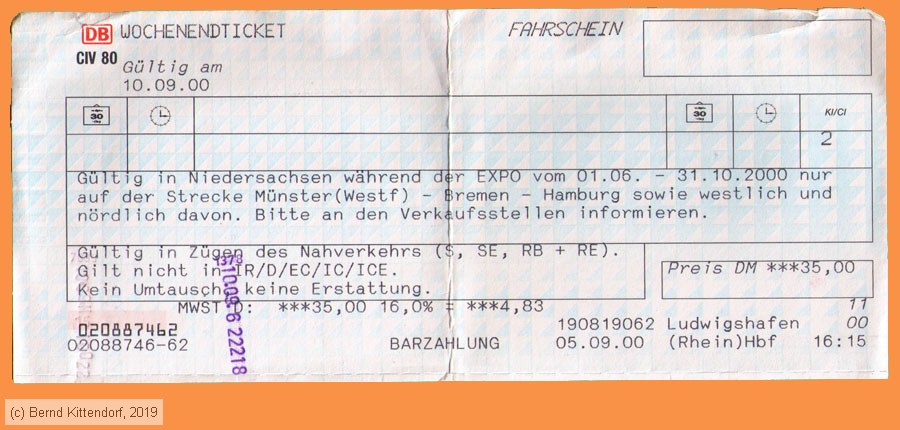 DB WOCHENENDTICKET FAHRSCHEIN
CIV 80 Gültig am
10.09.00
30 30 Kl/Cl
2
Gültig in Niedersachsen während der EXPO vom 01.06. - 31.10.2000 nur
auf der Strecke Münster(Westf) - Bremen - Hamburg sowie westlich und
nördlich davon. Bitte an den Verkaufsstellen informieren.
Gültig in Zügen des Nahverkehrs (S, SE, RB + RE).
Gilt nicht in IR/D/EC/IC/ICE. Preis DM ***35,00
Kein Umtausch, keine Erstattung.
MWST D: ***35,00 16,0% = ***4,83 11
020887462 190819062 Ludwigshafen 00
02088746-62 BARZAHLUNG 05.09.00 (Rhein)Hbf 16:15
22218
(c) Bernd Kittendorf, 2019